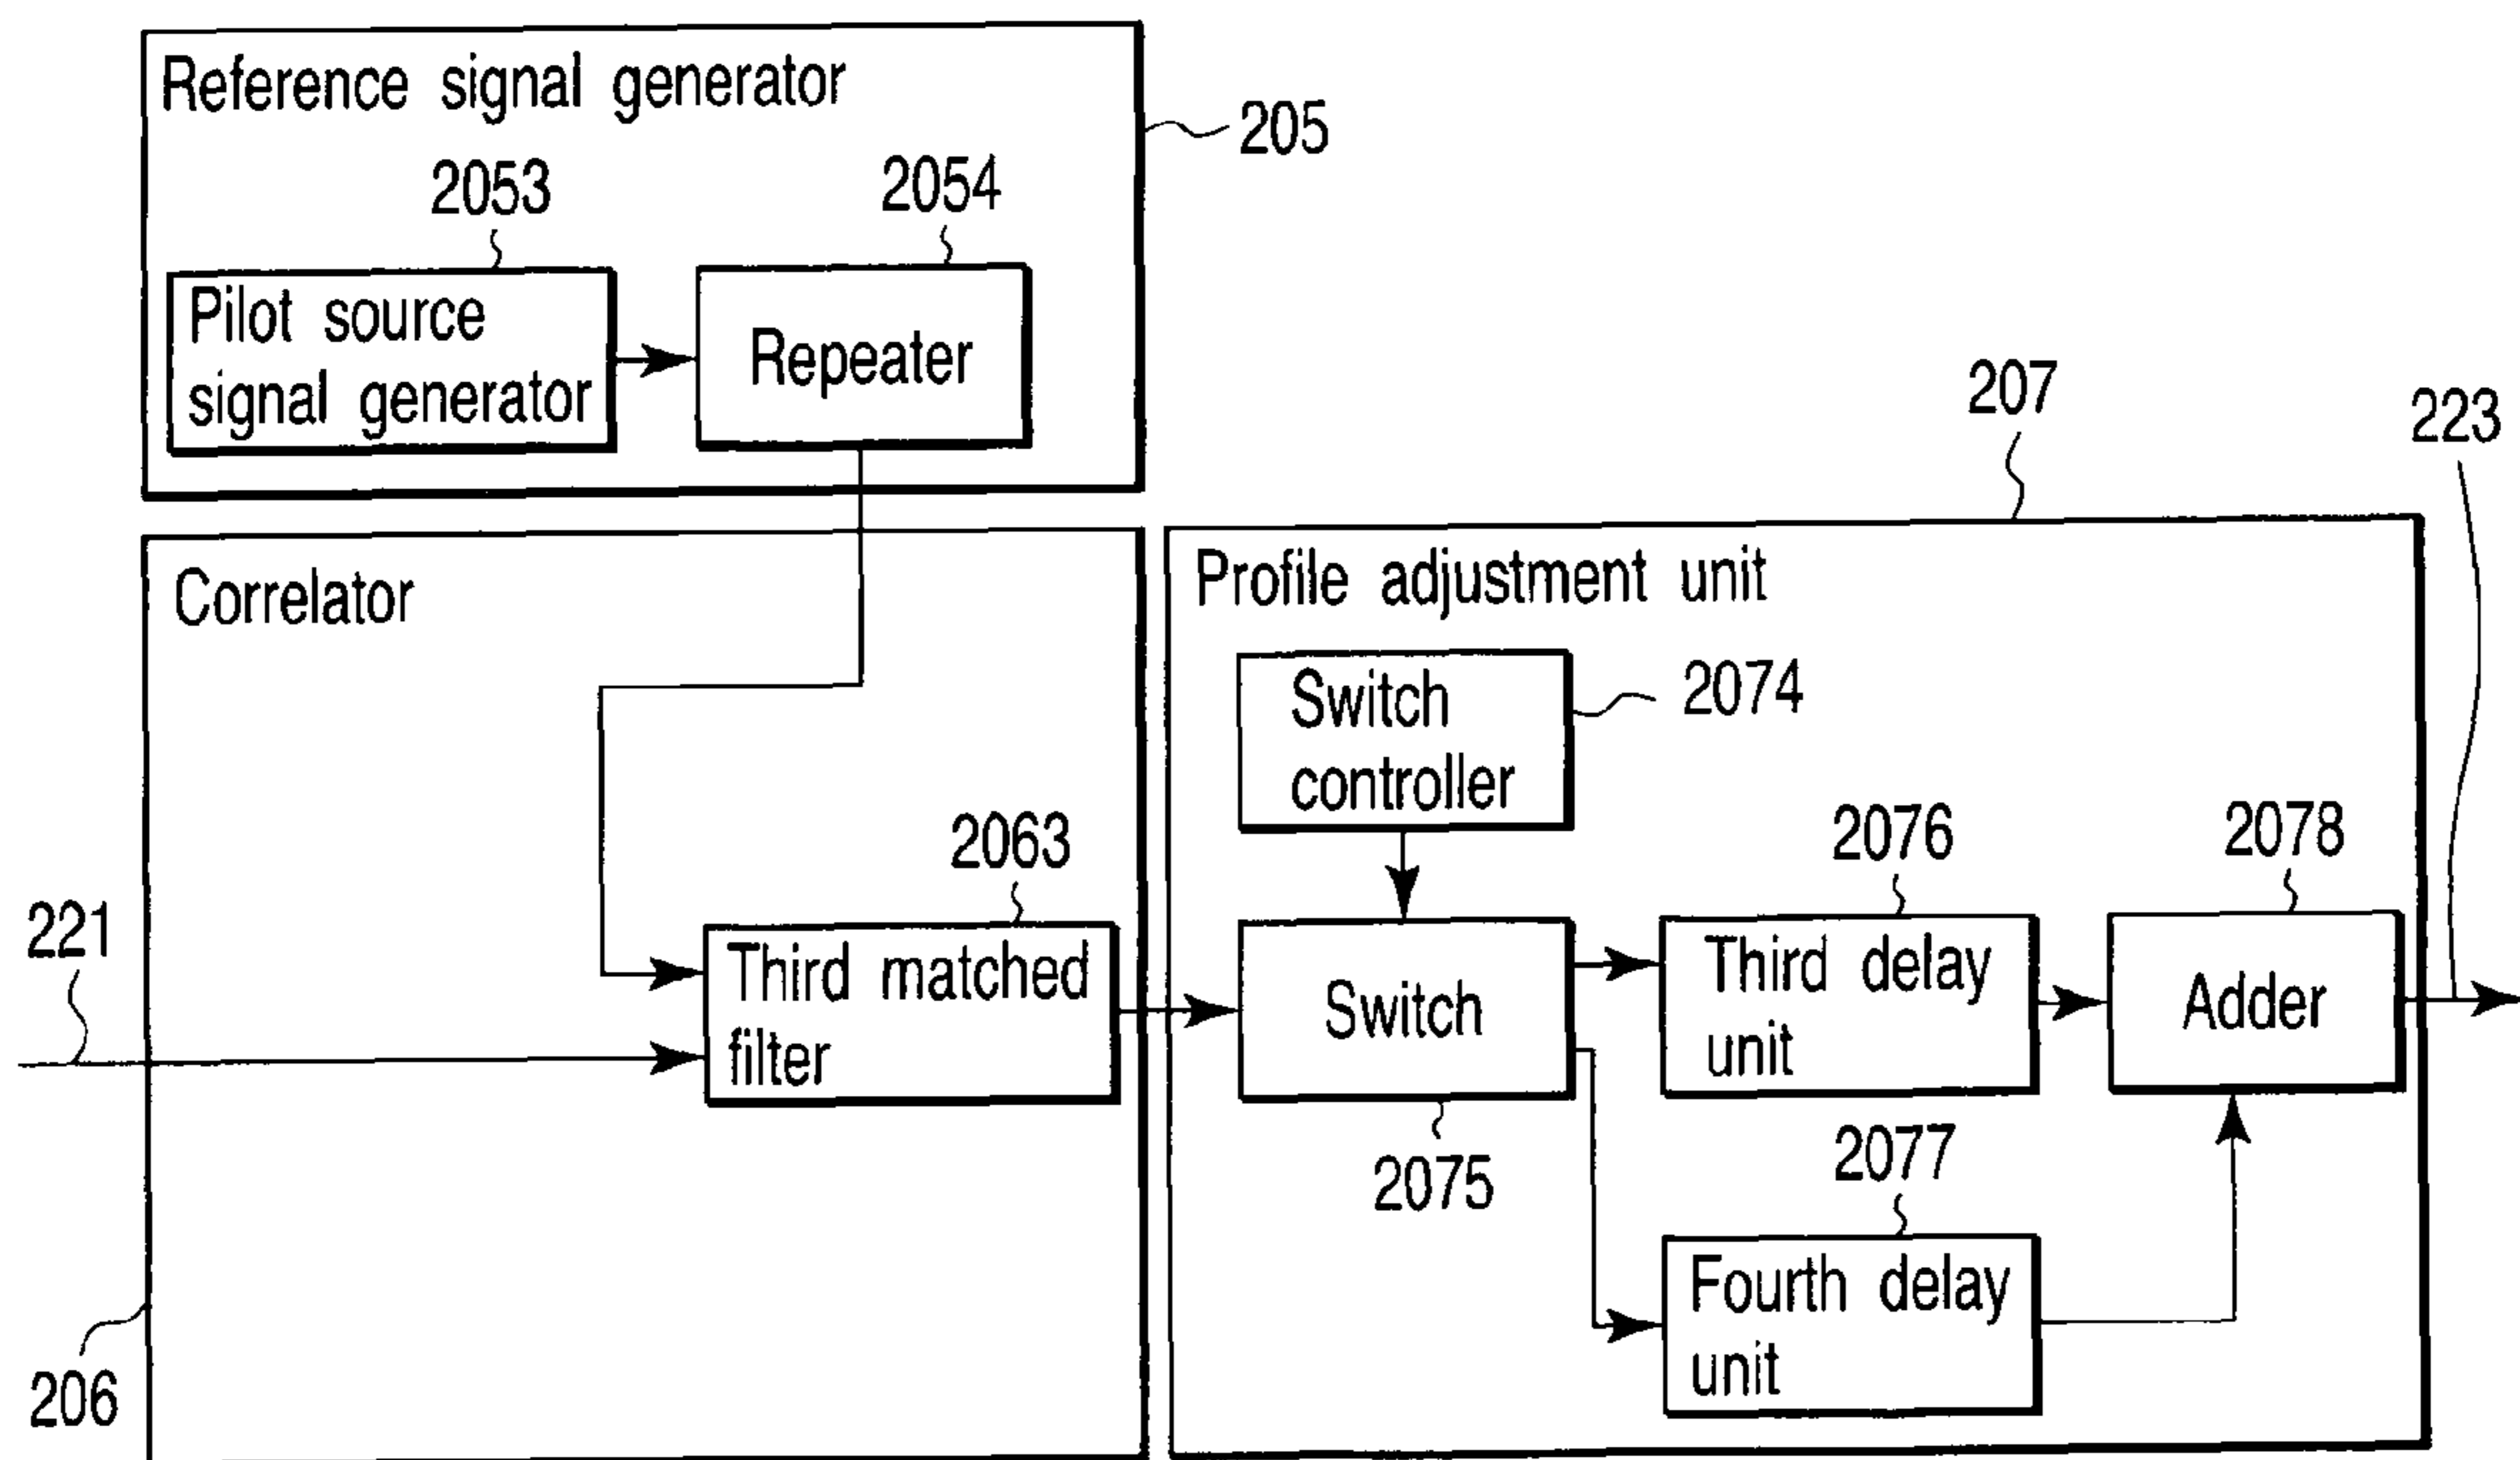 Reference signal generator
205
2053
2054
Pilot source
signal generator
Repeater
207
223
Correlator
Profile adjustment unit
Switch
controller
2074
2063
2076
2078
221
Third matched
filter
Switch
Third delay
unit
Adder
2075
2077
Fourth delay
unit
206